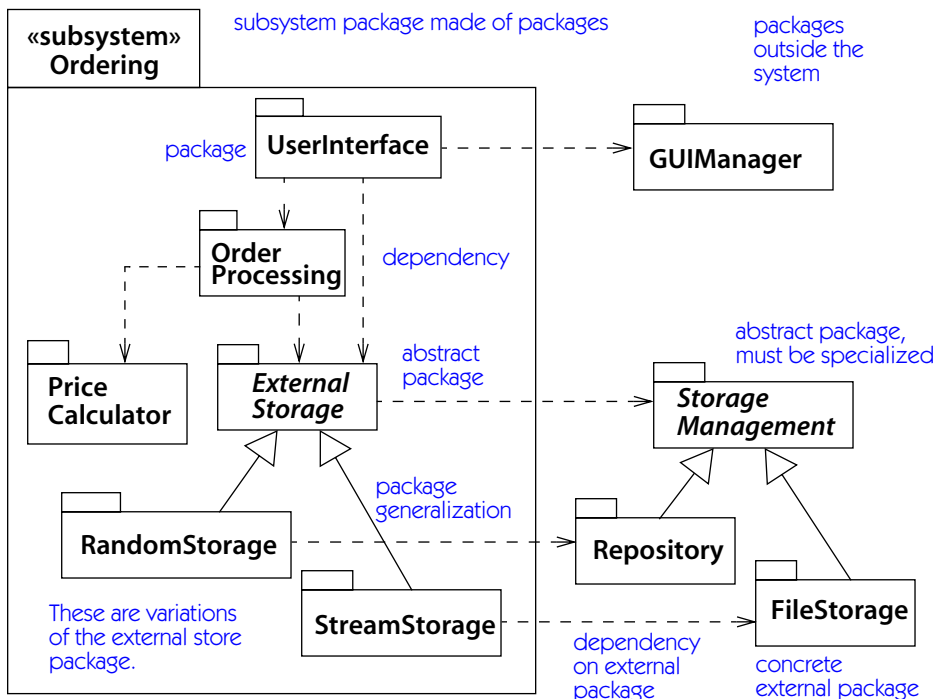 «subsystem»
Ordering
subsystem package made of packages
packages
outside the
system
package
UserInterface
GUIManager
Order
Processing
dependency
Price
Calculator
External
Storage
abstract
package
abstract package,
must be specialized
Storage
Management
package
generalization
RandomStorage
Repository
These are variations
of the external store
package.
StreamStorage
FileStorage
dependency
on external
package
concrete
external package